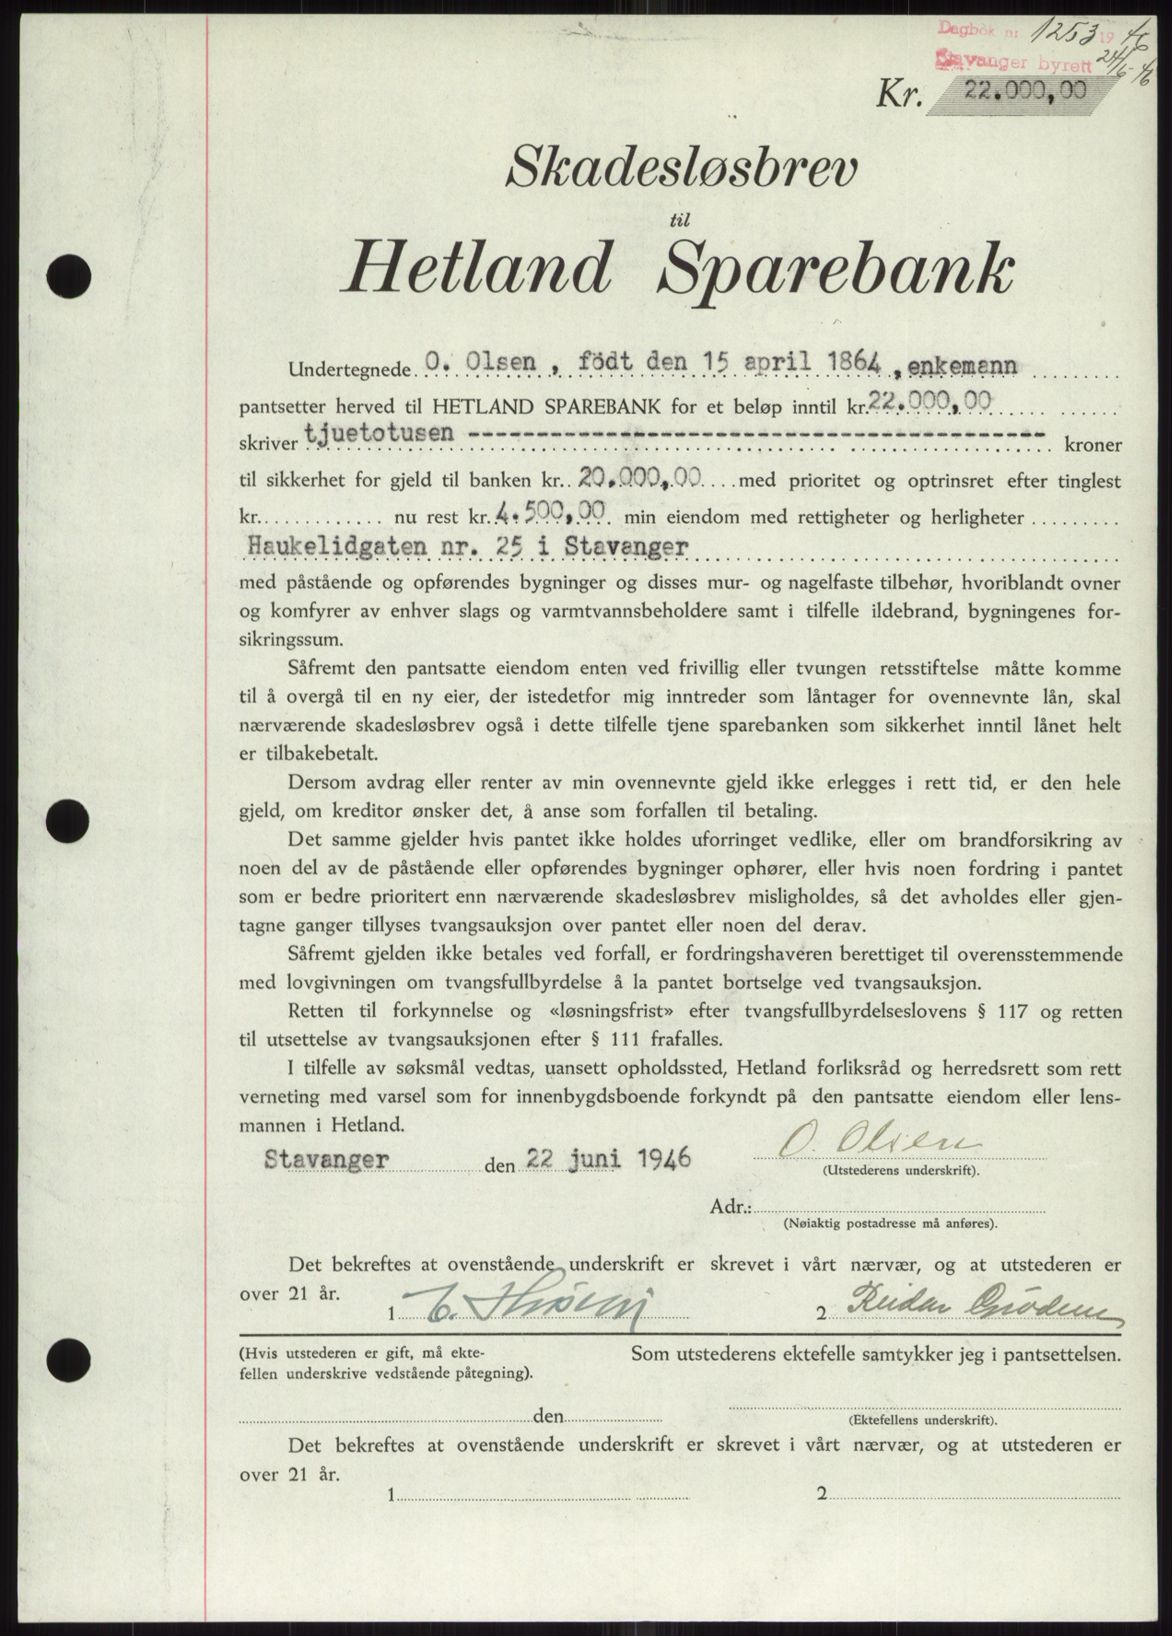 Dagbok nr. 1253 1946
Stavanger byrett 24/6-46
Kr. 22.000,00
Skadesløsbrev
til
Hetland Sparebank
Undertegnede O. Olsen, födt den 15 april 1864, enkemann
pantsetter herved til HETLAND SPAREBANK for et beløp inntil kr. 22.000,00
skriver tjuetotusen ---------------------------------------- kroner
til sikkerhet for gjeld til banken kr. 20.000,00 med prioritet og optrinsret efter tinglest
kr. nu rest kr. 4.500,00 min eiendom med rettigheter og herligheter
Haukelidgaten nr. 25 i Stavanger
med påstående og opførendes bygninger og disses mur- og nagelfaste tilbehør, hvoriblandt ovner
og komfyrer av enhver slags og varmtvannsbeholdere samt i tilfelle ildebrand, bygningenes for-
sikringssum.
Såfremt den pantsatte eiendom enten ved frivillig eller tvungen retsstiftelse måtte komme
til å overgå til en ny eier, der istedetfor mig inntreder som låntager for ovennevnte lån, skal
nærværende skadesløsbrev også i dette tilfelle tjene sparebanken som sikkerhet inntil lånet helt
er tilbakebetalt.
Dersom avdrag eller renter av min ovennevnte gjeld ikke erlegges i rett tid, er den hele
gjeld, om kreditor ønsker det, å anse som forfallen til betaling.
Det samme gjelder hvis pantet ikke holdes uforringet vedlike, eller om brandforsikring av
noen del av de påstående eller opførendes bygninger ophører, eller hvis noen fordring i pantet
som er bedre prioritert enn nærværende skadesløsbrev misligholdes, så det avholdes eller gjen-
tagne ganger tillyses tvangsauksjon over pantet eller noen del derav.
Såfremt gjelden ikke betales ved forfall, er fordringshaveren berettiget til overensstemmende
med lovgivningen om tvangsfullbyrdelse å la pantet bortselge ved tvangsauksjon.
Retten til forkynnelse og «løsningsfrist» efter tvangsfullbyrdelseslovens § 117 og retten
til utsettelse av tvangsauksjonen efter § 111 frafalles.
I tilfelle av søksmål vedtas, uansett opholdssted, Hetland forliksråd og herredsrett som rett
verneting med varsel som for innenbygdsboende forkyndt på den pantsatte eiendom eller lens-
mannen i Hetland.
Stavanger den 22 juni 1946 O. Olsen
(Utstederens underskrift).
Adr.:
(Nøiaktig postadresse må anføres).
Det bekreftes at ovenstående underskrift er skrevet i vårt nærvær, og at utstederen er
over 21 år.
1 E. 2 Reidar Grødem
(Hvis utstederen er gift, må ekte-
fellen underskrive vedstående påtegning).
Som utstederens ektefelle samtykker jeg i pantsettelsen.
den
(Ektefellens underskrift).
Det bekreftes at ovenstående underskrift er skrevet i vårt nærvær, og at utstederen er
over 21 år.
1 2